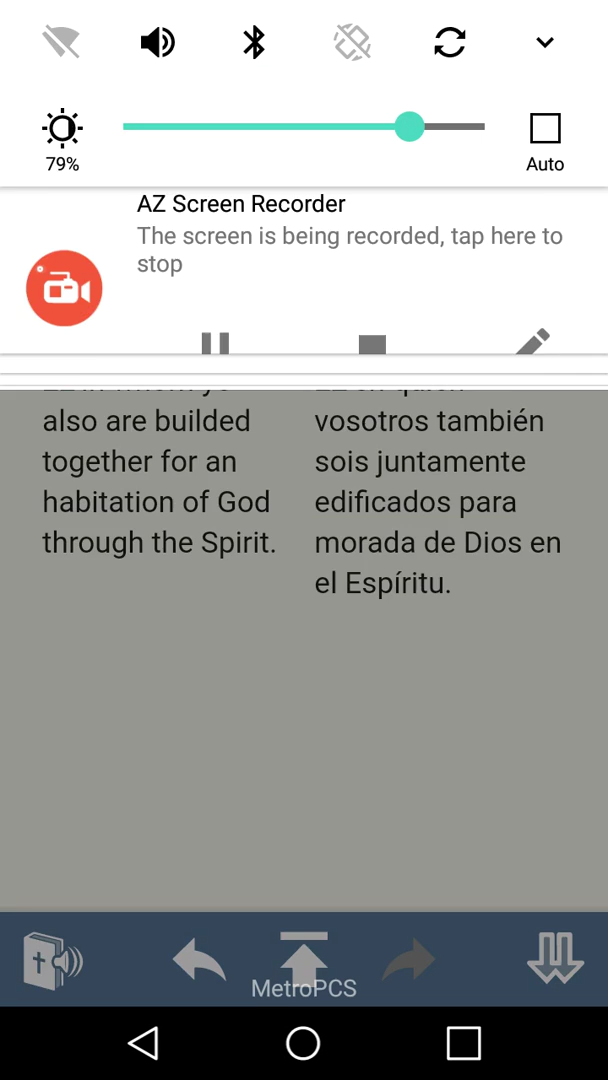 79%
Auto
AZ Screen Recorder
The screen is being recorded, tap here to
stop
also are builded
together for an
habitation of God
through the Spirit.
vosotros también
sois juntamente
edificados para
morada de Dios en
el Espíritu.
MetroPCS